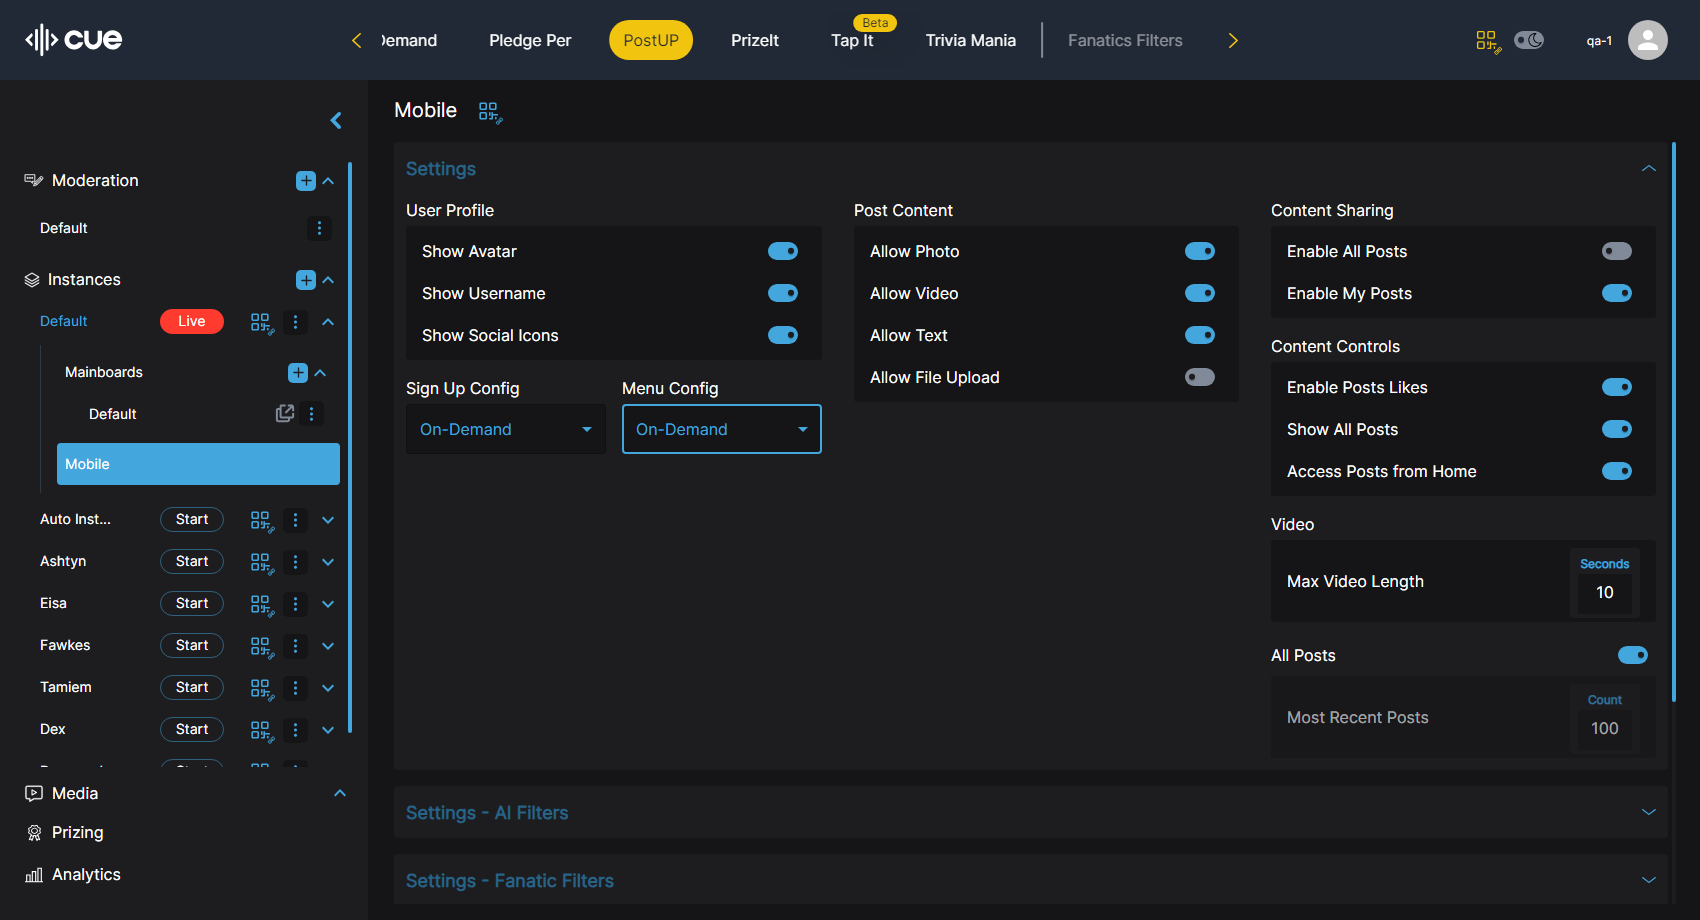 cue
Demand
Pledge Per
PostUP
PrizeIt
Beta
Tap It
Trivia Mania
Fanatics Filters
qa-1
Moderation
Default
Instances
Default
Live
Mainboards
Default
Mobile
Auto Inst...
Start
Ashtyn
Start
Eisa
Start
Fawkes
Start
Tamiem
Start
Dex
Start
Media
Prizing
Analytics
Mobile
Settings
User Profile
Show Avatar
Show Username
Show Social Icons
Sign Up Config
On-Demand
Menu Config
On-Demand
Post Content
Allow Photo
Allow Video
Allow Text
Allow File Upload
Content Sharing
Enable All Posts
Enable My Posts
Content Controls
Enable Posts Likes
Show All Posts
Access Posts from Home
Video
Max Video Length
Seconds
10
All Posts
Most Recent Posts
Count
100
Settings - AI Filters
Settings - Fanatic Filters